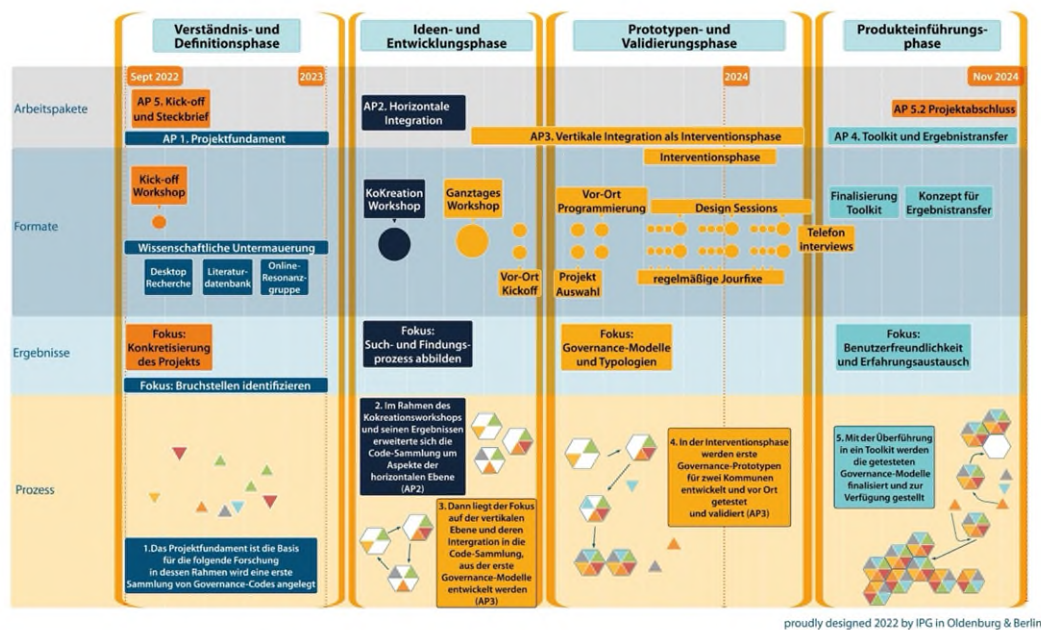 Verständnis- und
Definitionsphase
Ideen- und
Entwicklungsphase
Prototypen- und
Validierungsphase
Produkteinführungs-
phase
Sept 2022
2023
2024
Nov 2024
Arbeitspakete
AP 5. Kick-off
und Steckbrief
AP 1. Projektfundament
AP2. Horizontale
Integration
AP3. Vertikale Integration als Interventionsphase
Interventionsphase
AP 5.2 Projektabschluss
AP 4. Toolkit und Ergebnistransfer
Formate
Kick-off
Workshop
Wissenschaftliche Untermauerung
Desktop
Recherche
Literatur-
datenbank
Online-
Resonanz-
gruppe
KoKreation
Workshop
Ganztages
Workshop
Vor-Ort
Kickoff
Vor-Ort
Programmierung
Projekt
Auswahl
Design Sessions
regelmäßige Jourfixe
Telefon
interviews
Finalisierung
Toolkit
Konzept für
Ergebnistransfer
Ergebnisse
Fokus:
Konkretisierung
des Projekts
Fokus: Bruchstellen identifizieren
Fokus:
Such- und Findungs-
prozess abbilden
Fokus:
Governance-Modelle
und Typologien
Fokus:
Benutzerfreundlichkeit
und Erfahrungsaustausch
Prozess
1.Das Projektfundament ist die Basis
für die folgende Forschung
in dessen Rahmen wird eine erste
Sammlung von Governance-Codes angelegt
2. Im Rahmen des
Kokreationsworkshops
und seinen Ergebnissen
erweiterte sich die
Code-Sammlung um
Aspekte der
horizontalen Ebene
(AP2)
3. Dann liegt der Fokus
auf der vertikalen
Ebene und deren
Intergration in die
Code-Sammlung,
aus der erste
Governance-Modelle
entwickelt werden
(AP3)
4. In der Interventionsphase
werden erste
Governance-Prototypen
für zwei Kommunen
entwickelt und vor Ort
getestet
und validiert (AP3)
5. Mit der Überführung
in ein Toolkit werden
die getesteten
Governance-Modelle
finalisiert und zur
Verfügung gestellt
proudly designed 2022 by IPG in Oldenburg & Berlin